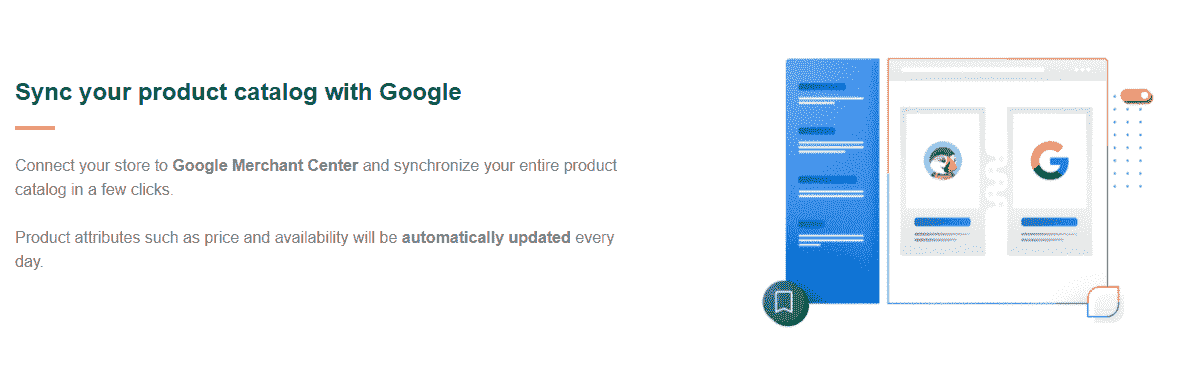 Sync your product catalog with Google
Connect your store to Google Merchant Center and synchronize your entire product
catalog in a few clicks.
Product attributes such as price and availability will be automatically updated every
day.